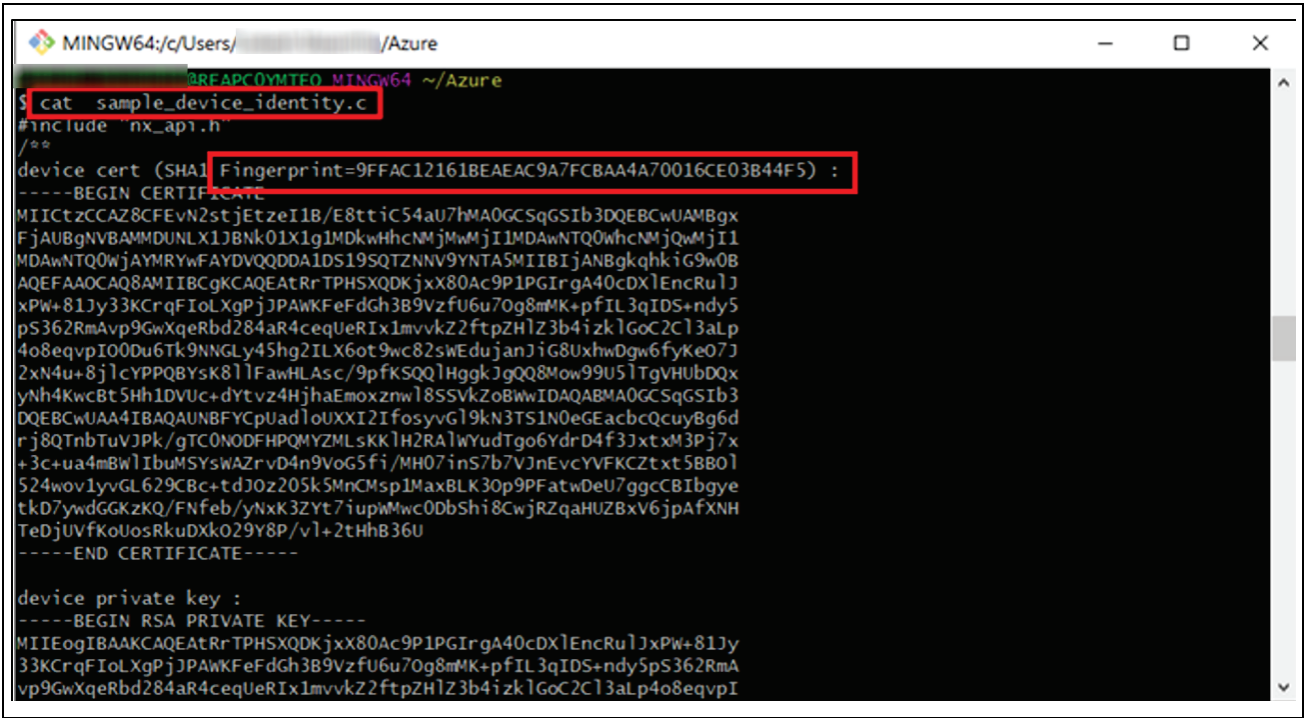 MINGW64:/c/Users/ /Azure
@REAPC0YMTEO MINGW64 ~/Azure
$ cat  sample_device_identity.c
#include "nx_api.h"
/**
device cert (SHA1 Fingerprint=9FFAC12161BEAEAC9A7FCBAA4A70016CE03B44F5) :
-----BEGIN CERTIFICATE
MIICtzCCAZ8CFEvN2stjEtzeI1B/E8ttiC54aU7hMA0GCSqGSIb3DQEBCwUAMBgx
FjAUBgNVBAMMDUNLX1JBNk01X1g1MDkwHhcNMjMwMjI1MDAwNTQ0WhcNMjQwMjI1
MDAwNTQ0WjAYMRYwFAYDVQQDDA1DS19SQTZNNV9YNTA5MIIBIjANBgkqhkiG9w0B
AQEFAAOCAQ8AMIIBCgKCAQEAtRrTPHSXQDKjxX80Ac9P1PGIrgA40cDXlEncRulJ
xPW+81Jy33KCrqFIoLXgPjJPAWKFeFdGh3B9VzfU6u7Og8mMK+pfIL3qIDS+ndy5
pS362RmAvp9GwXqeRbd284aR4ceqUeRIx1mvvkZ2ftpZHlZ3b4izklGoC2Cl3aLp
4o8eqvpIO0Du6Tk9NNGLy45hg2ILX6ot9wc82sWEdujanJiG8UxhwDgw6fyKeO7J
2xN4u+8jlcYPPQBYsK8llFawHLAsc/9pfKSQQlHggkJgQQ8Mow99U5lTgVHUbDQx
yNh4KwcBt5Hh1DVUc+dYtvz4HjhaEmoxznwl8SSVkZoBWwIDAQABMA0GCSqGSIb3
DQEBCwUAA4IBAQAUNBFYCpUadloUXXI2IfosyvGl9kN3TS1N0eGEacbcQcuyBg6d
rj8QTnbTuVJPk/gTC0NODFHPQMYZMLsKKlH2RAlWYudTgo6YdrD4f3JxtxM3Pj7x
+3c+ua4mBWlIbuMSYsWAZrvD4n9VoG5fi/MH07inS7b7VJnEvcYVFKCZtxt5BBOl
524wov1yvGL629CBc+tdJOz2O5k5MnCMsp1MaxBLK3Op9PFatwDeU7ggcCBIbgye
tkD7ywdGGKzKQ/FNfeb/yNxK3ZYt7iupWMwc0DbShi8CwjRZqaHUZBxV6jpAfXNH
TeDjUVfKoUosRkuDXkO29Y8P/vl+2tHhB36U
-----END CERTIFICATE-----
device private key :
-----BEGIN RSA PRIVATE KEY-----
MIIEogIBAAKCAQEAtRrTPHSXQDKjxX80Ac9P1PGIrgA40cDXlEncRulJxPW+81Jy
33KCrqFIoLXgPjJPAWKFeFdGh3B9VzfU6u7Og8mMK+pfIL3qIDS+ndy5pS362RmA
vp9GwXqeRbd284aR4ceqUeRIx1mvvkZ2ftpZHlZ3b4izklGoC2Cl3aLp4o8eqvpI